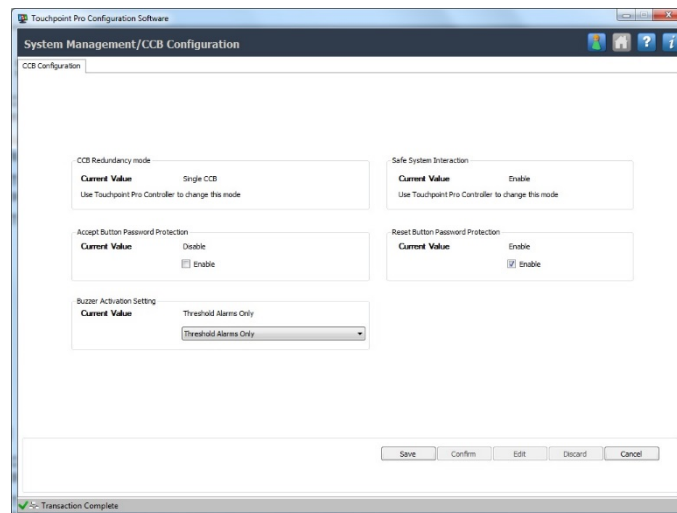 Touchpoint Pro Configuration Software
System Management/CCB Configuration
CCB Configuration
CCB Redundancy mode
Current Value Single CCB
Use Touchpoint Pro Controller to change this mode
Safe System Interaction
Current Value Enable
Use Touchpoint Pro Controller to change this mode
Accept Button Password Protection
Current Value Disable
Enable
Reset Button Password Protection
Current Value Enable
Enable
Buzzer Activation Setting
Current Value Threshold Alarms Only
Threshold Alarms Only
Save Confirm Edit Discard Cancel
Transaction Complete